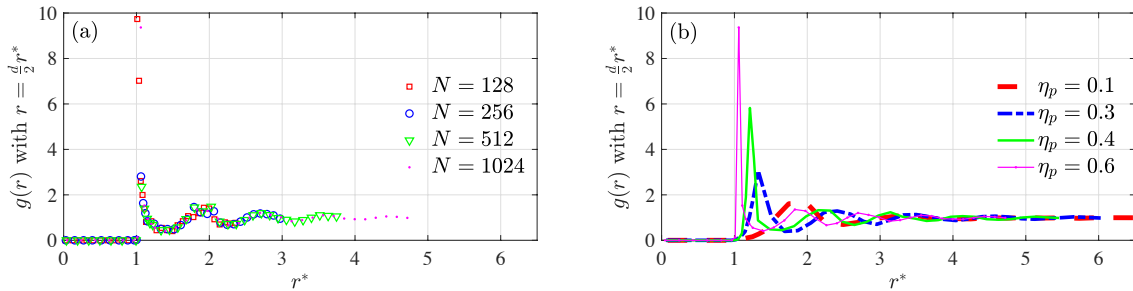 (a)
g(r) with r = d/2 r*
10
8
6
4
2
0
N = 128
N = 256
N = 512
N = 1024
0 1 2 3 4 5 6
r*
(b)
g(r) with r = d/2 r*
10
8
6
4
2
0
ηp = 0.1
ηp = 0.3
ηp = 0.4
ηp = 0.6
0 1 2 3 4 5 6
r*